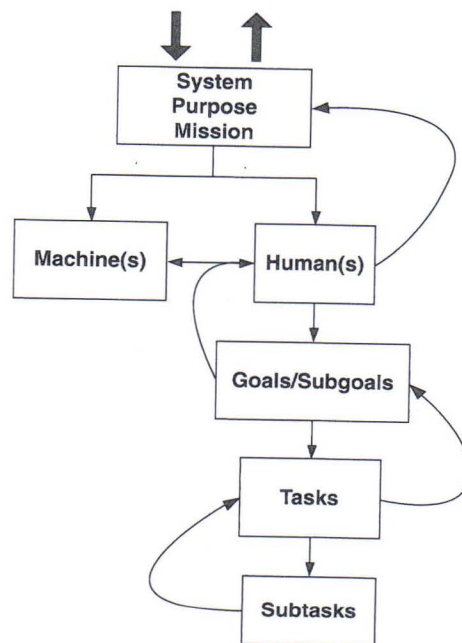 System
Purpose
Mission
Machine(s)
Human(s)
Goals/Subgoals
Tasks
Subtasks